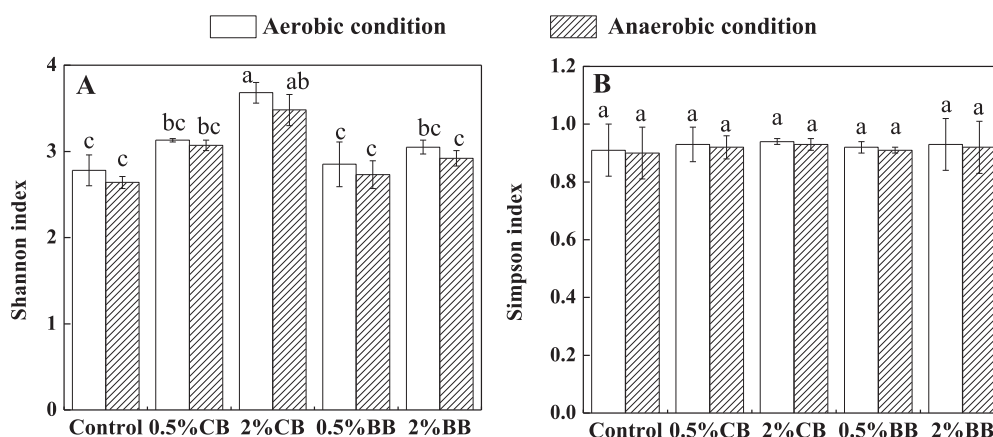 Aerobic condition Anaerobic condition
A
Shannon index
4
3
2
1
0
c c bc bc a ab c c bc c
Control 0.5%CB 2%CB 0.5%BB 2%BB
B
Simpson index
1.2
1.0
0.8
0.6
0.4
0.2
0.0
a a a a a a a a a a
Control 0.5%CB 2%CB 0.5%BB 2%BB